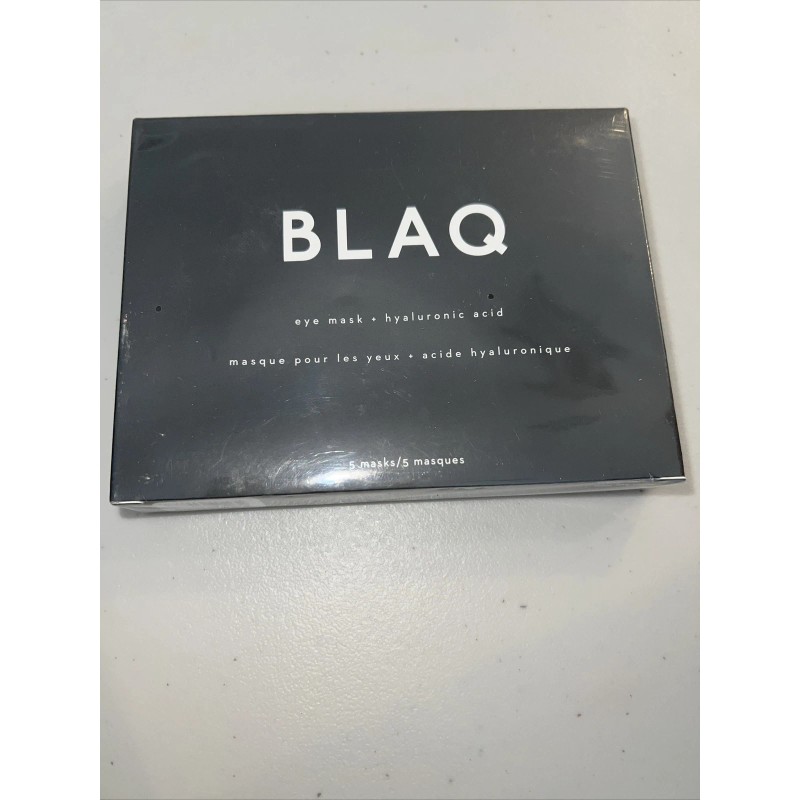 BLAQ
eye mask + hyaluronic acid
masque pour les yeux + acide hyaluronique
5 masks/5 masques